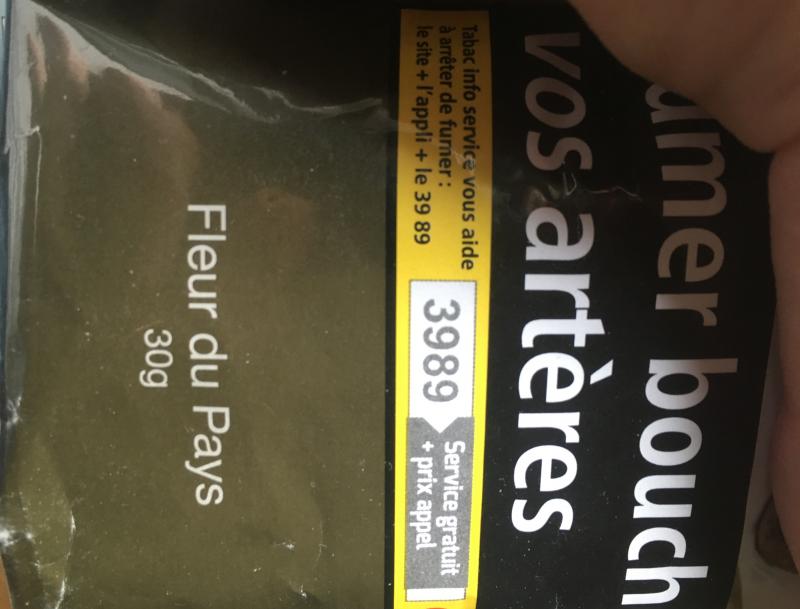 umer bouch
vos artères
Tabac info service vous aide
à arrêter de fumer :
le site + l'appli + le 39 89
3989
Service gratuit
+ prix appel
Fleur du Pays
30g